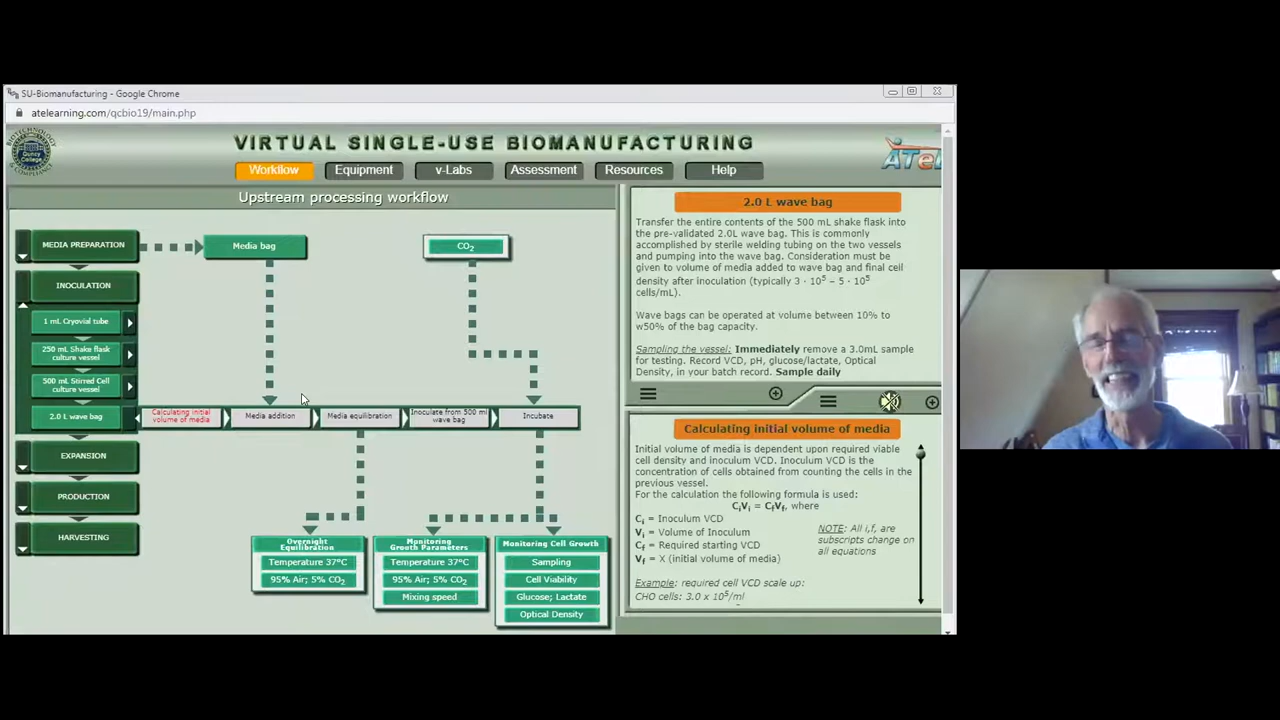 SU-Biomanufacturing - Google Chrome
atelearning.com/qcbio19/main.php
VIRTUAL SINGLE-USE BIOMANUFACTURING
ATeL
Workflow
Equipment
v-Labs
Assessment
Resources
Help
Upstream processing workflow
MEDIA PREPARATION
Media bag
CO₂
INOCULATION
1 mL Cryovial tube
250 mL Shake flask
culture vessel
500 mL Stirred Cell
culture vessel
2.0 L wave bag
Calculating initial
volume of media
Media addition
Media equilibration
Inoculate from 500 ml
wave bag
Incubate
EXPANSION
PRODUCTION
HARVESTING
Overnight
Equilibration
Temperature 37°C
95% Air; 5% CO₂
Monitoring
Growth Parameters
Temperature 37°C
95% Air; 5% CO₂
Mixing speed
Monitoring Cell Growth
Sampling
Cell Viability
Glucose; Lactate
Optical Density
2.0 L wave bag
Transfer the entire contents of the 500 mL shake flask into
the pre-validated 2.0L wave bag. This is commonly
accomplished by sterile welding tubing on the two vessels
and pumping into the wave bag. Consideration must be
given to volume of media added to wave bag and final cell
density after inoculation (typically 3 · 10⁵ – 5 · 10⁵
cells/mL).
Wave bags can be operated at volume between 10% to
w50% of the bag capacity.
Sampling the vessel: Immediately remove a 3.0mL sample
for testing. Record VCD, pH, glucose/lactate, Optical
Density, in your batch record. Sample daily
Calculating initial volume of media
Initial volume of media is dependent upon required viable
cell density and inoculum VCD. Inoculum VCD is the
concentration of cells obtained from counting the cells in the
previous vessel.
For the calculation the following formula is used:
CᵢVᵢ = C_fV_f, where
Cᵢ = Inoculum VCD
Vᵢ = Volume of Inoculum
C_f = Required starting VCD
V_f = X (initial volume of media)
NOTE: All i,f, are
subscripts change on
all equations
Example: required cell VCD scale up:
CHO cells: 3.0 x 10⁵/ml